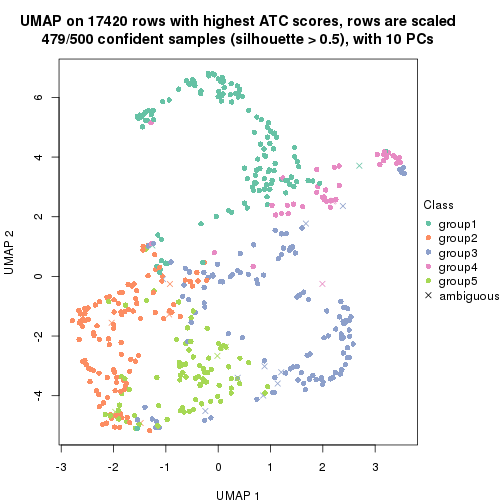 UMAP on 17420 rows with highest ATC scores, rows are scaled
479/500 confident samples (silhouette > 0.5), with 10 PCs
6
4
2
0
-2
-4
UMAP 2
-3
-2
-1
0
1
2
3
UMAP 1
Class
group1
group2
group3
group4
group5
ambiguous